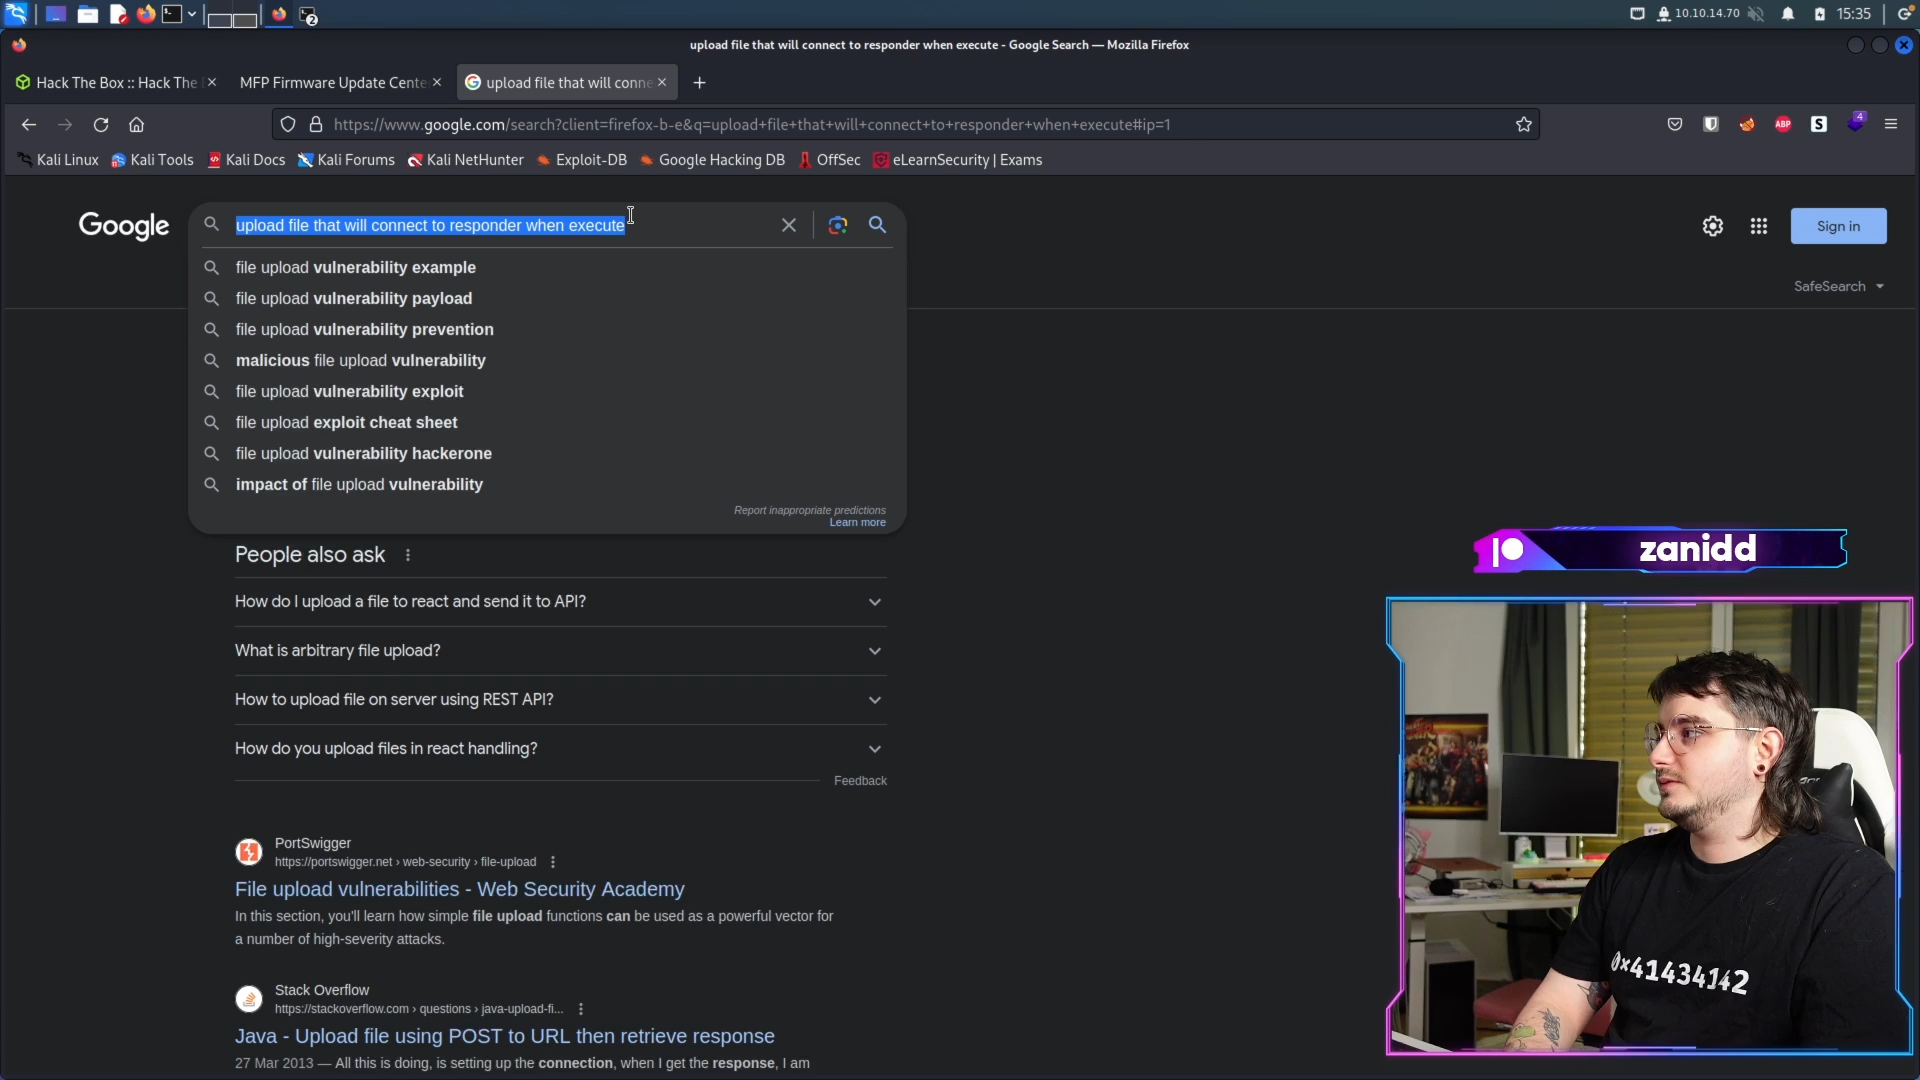 2
10.10.14.70
15:35
upload file that will connect to responder when execute - Google Search — Mozilla Firefox
Hack The Box :: Hack The
MFP Firmware Update Cente
upload file that will conne
https://www.google.com/search?client=firefox-b-e&q=upload+file+that+will+connect+to+responder+when+execute#ip=1
ABP
S
4
Kali Linux
Kali Tools
Kali Docs
Kali Forums
Kali NetHunter
Exploit-DB
Google Hacking DB
OffSec
eLearnSecurity | Exams
Google
upload file that will connect to responder when execute
Sign in
file upload vulnerability example
file upload vulnerability payload
SafeSearch
file upload vulnerability prevention
malicious file upload vulnerability
file upload vulnerability exploit
file upload exploit cheat sheet
file upload vulnerability hackerone
impact of file upload vulnerability
Report inappropriate predictions
Learn more
People also ask
How do I upload a file to react and send it to API?
What is arbitrary file upload?
How to upload file on server using REST API?
How do you upload files in react handling?
Feedback
PortSwigger
https://portswigger.net › web-security › file-upload
File upload vulnerabilities - Web Security Academy
In this section, you'll learn how simple file upload functions can be used as a powerful vector for
a number of high-severity attacks.
Stack Overflow
https://stackoverflow.com › questions › java-upload-fi...
Java - Upload file using POST to URL then retrieve response
27 Mar 2013 — All this is doing, is setting up the connection, when I get the response, I am
zanidd
0x41434142